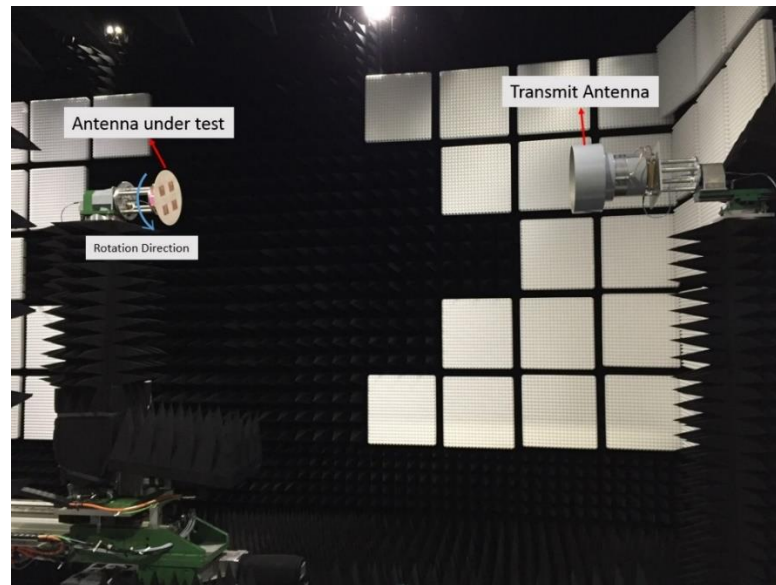 Transmit Antenna
Antenna under test
Rotation Direction